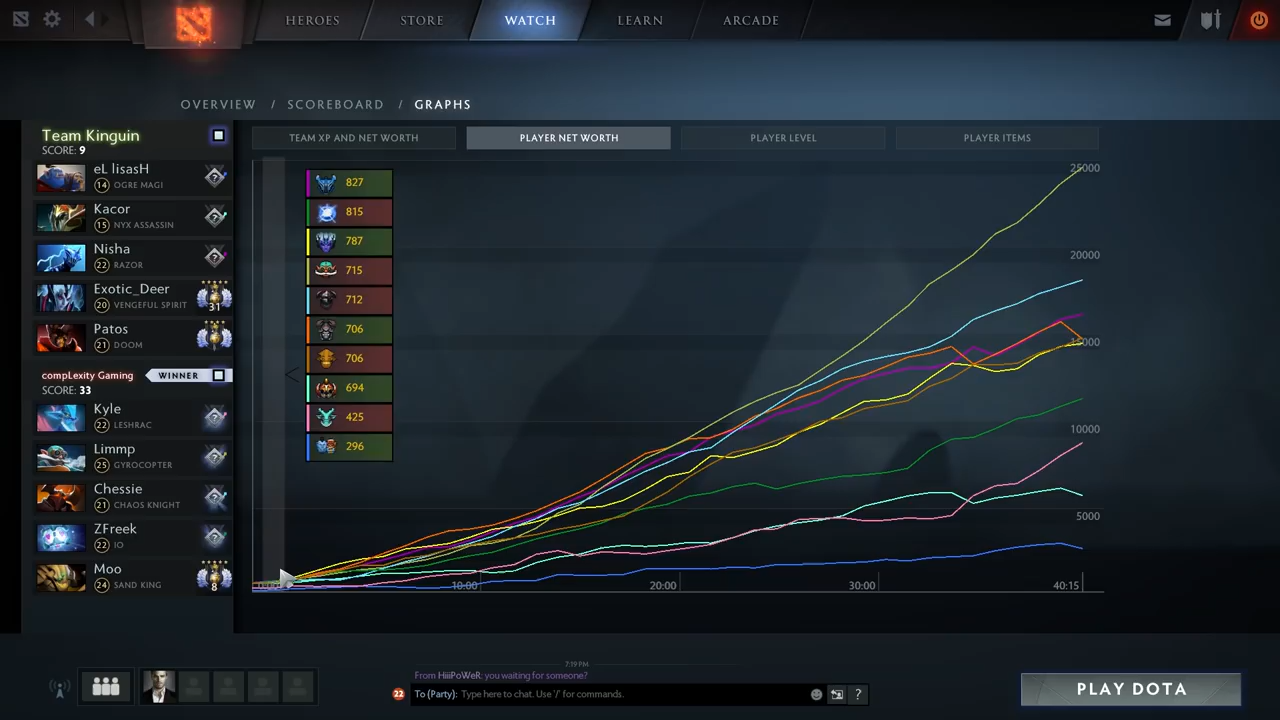 HEROES
STORE
WATCH
LEARN
ARCADE
OVERVIEW / SCOREBOARD / GRAPHS
Team Kinguin
SCORE: 9
eL lisasH
14 OGRE MAGI
Kacor
15 NYX ASSASSIN
Nisha
22 RAZOR
Exotic_Deer
20 VENGEFUL SPIRIT
31
Patos
21 DOOM
compLexity Gaming
WINNER
SCORE: 33
Kyle
22 LESHRAC
Limmp
25 GYROCOPTER
Chessie
21 CHAOS KNIGHT
ZFreek
22 IO
Moo
24 SAND KING
8
TEAM XP AND NET WORTH
PLAYER NET WORTH
PLAYER LEVEL
PLAYER ITEMS
827
815
787
715
712
706
706
694
425
296
25000
20000
10000
5000
10:00
20:00
30:00
40:15
7:19 PM
From HiiiPoWeR: you waiting for someone?
22
To (Party): Type here to chat. Use '/' for commands.
?
PLAY DOTA